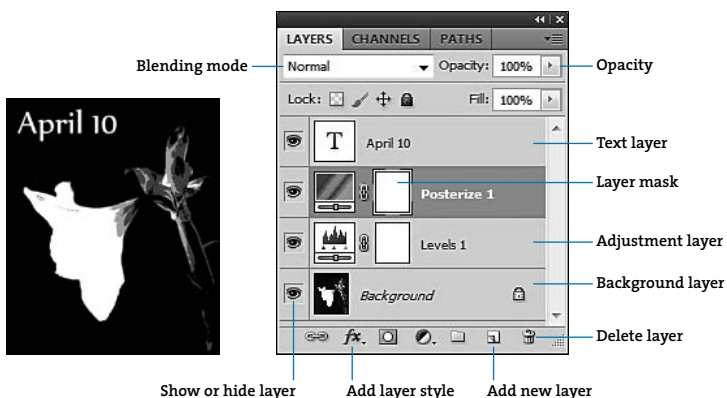 LAYERS CHANNELS PATHS
Blending mode
Normal Opacity: 100%
Opacity
Lock: Fill: 100%
April 10
T April 10
Text layer
Layer mask
Posterize 1
Levels 1
Adjustment layer
Background layer
Background
fx.
Delete layer
Show or hide layer Add layer style Add new layer